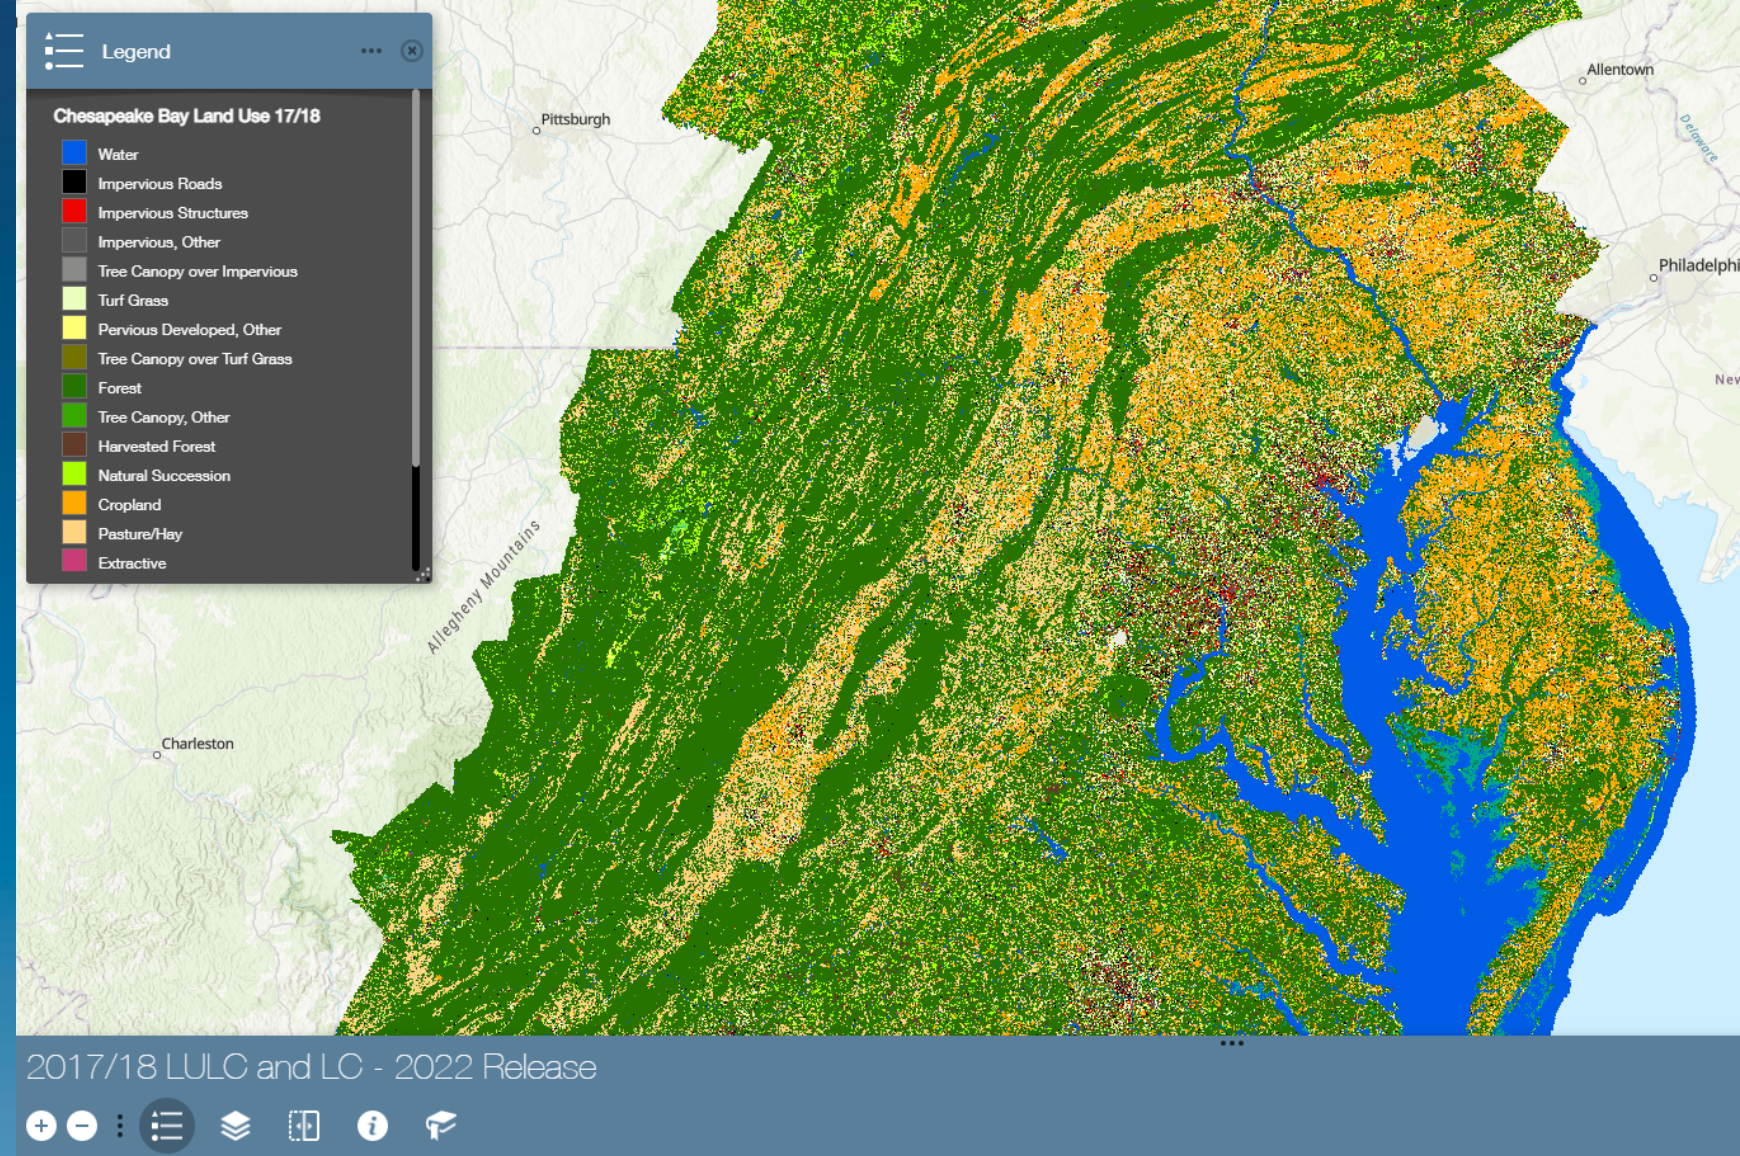 Legend
Chesapeake Bay Land Use 17/18
Water
Impervious Roads
Impervious Structures
Impervious, Other
Tree Canopy over Impervious
Turf Grass
Pervious Developed, Other
Tree Canopy over Turf Grass
Forest
Tree Canopy, Other
Harvested Forest
Natural Succession
Cropland
Pasture/Hay
Extractive
Pittsburgh
Allentown
Delaware
Philadelphi
New
Allegheny Mountains
Charleston
2017/18 LULC and LC - 2022 Release